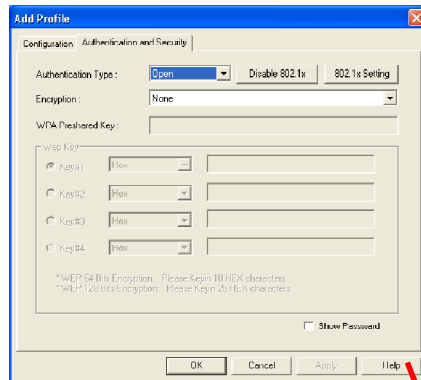 Add Profile
Configuration Authentication and Security
Authentication Type : Open Disable 802.1x 802.1x Setting
Encryption : None
WPA Preshared Key :
Wep Key
Key#1 Hex
Key#2 Hex
Key#3 Hex
Key#4 Hex
* WEP 64 Bits Encryption: Please Keyin 10 HEX characters
* WEP 128 Bits Encryption: Please Keyin 26 HEX characters
Show Password
OK Cancel Apply Help